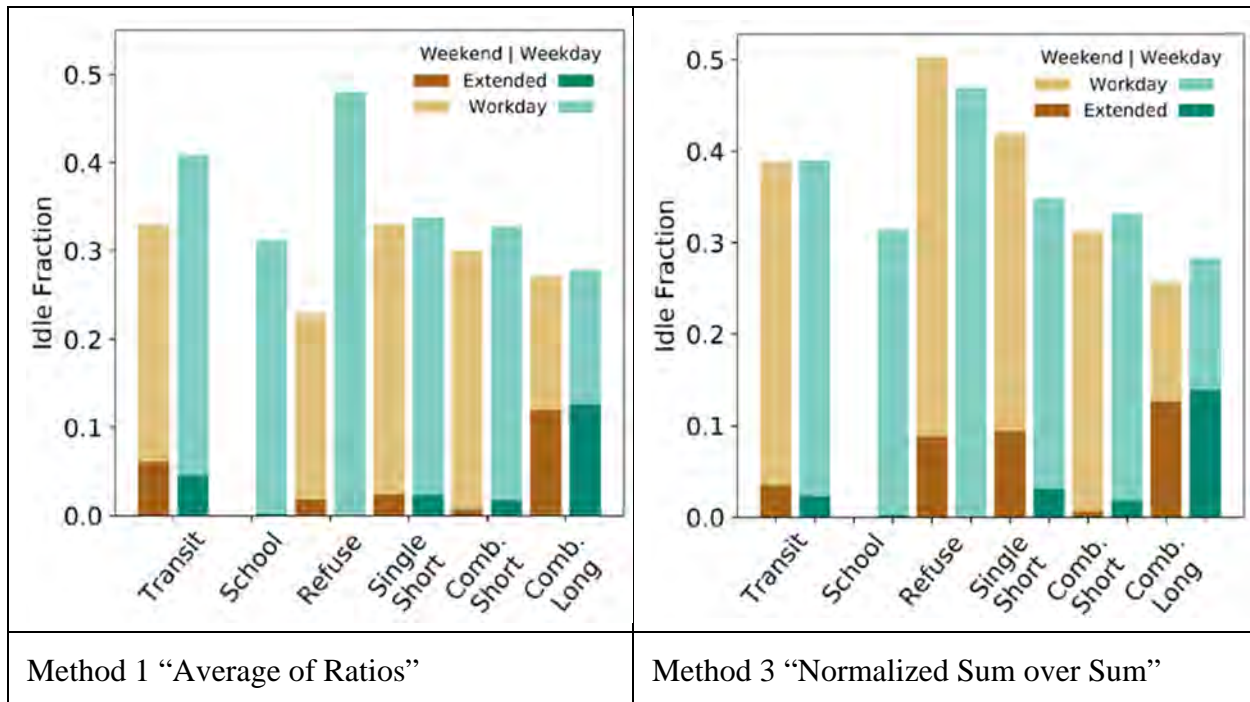 Weekend | Weekday
Extended
Workday
Idle Fraction
0.5
0.4
0.3
0.2
0.1
0.0
Transit
School
Refuse
Single
Short
Comb.
Short
Comb.
Long
Method 1 “Average of Ratios”
Weekend | Weekday
Workday
Extended
Idle Fraction
0.5
0.4
0.3
0.2
0.1
0.0
Transit
School
Refuse
Single
Short
Comb.
Short
Comb.
Long
Method 3 “Normalized Sum over Sum”